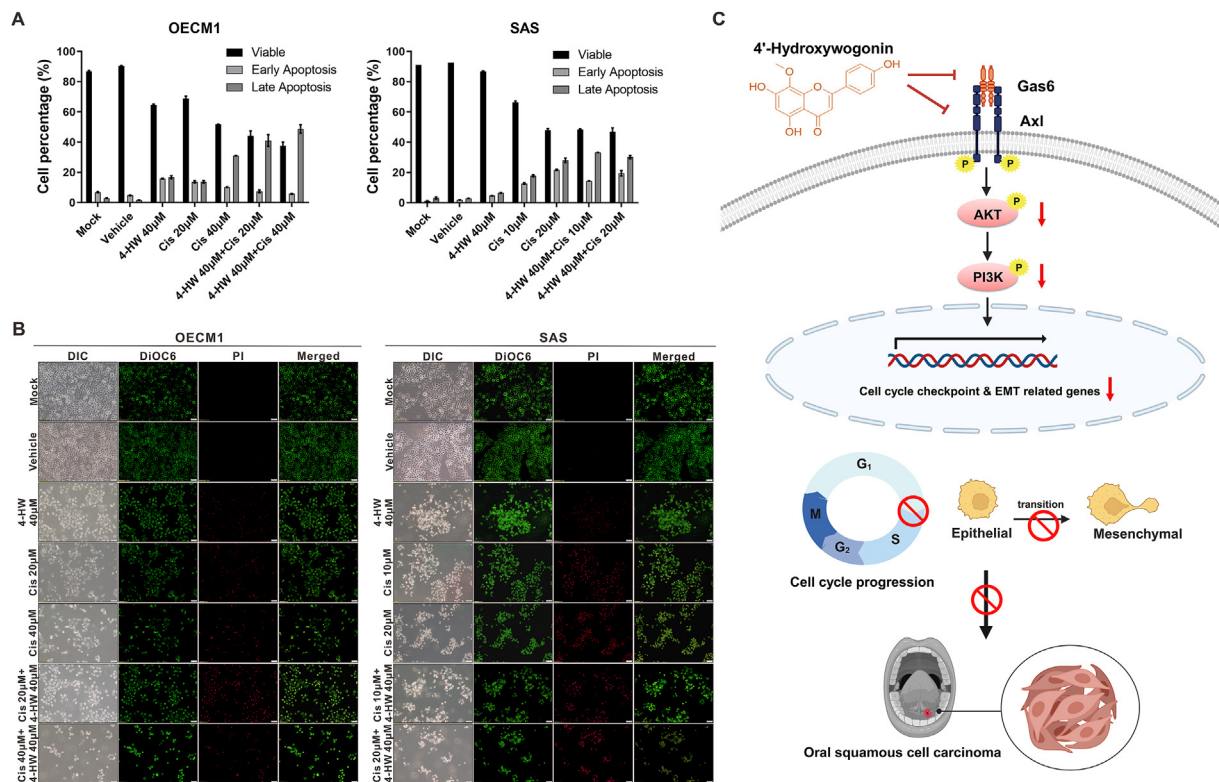 A
OECM1
Cell percentage (%)
100
80
60
40
20
0
Viable
Early Apoptosis
Late Apoptosis
Mock
Vehicle
4-HW 40μM
Cis 20μM
Cis 40μM
4-HW 40μM+Cis 20μM
4-HW 40μM+Cis 40μM
SAS
Cell percentage (%)
100
80
60
40
20
0
Viable
Early Apoptosis
Late Apoptosis
Mock
Vehicle
4-HW 40μM
Cis 10μM
Cis 20μM
4-HW 40μM+Cis 10μM
4-HW 40μM+Cis 20μM
B
OECM1
DIC DiOC6 PI Merged
Mock
Vehicle
4-HW
40μM
Cis 20μM
Cis 40μM
Cis 20μM+
4-HW 40μM
Cis 40μM+
4-HW 40μM
SAS
DIC DiOC6 PI Merged
Mock
Vehicle
4-HW
40μM
Cis 10μM
Cis 20μM
Cis 10μM+
4-HW 40μM
Cis 20μM+
4-HW 40μM
C
4'-Hydroxywogonin
O
OH
HO
O
OH
O
Gas6
Axl
P
P
AKT
P
PI3K
P
Cell cycle checkpoint & EMT related genes
G1
M
G2
S
Cell cycle progression
Epithelial
transition
Mesenchymal
Oral squamous cell carcinoma